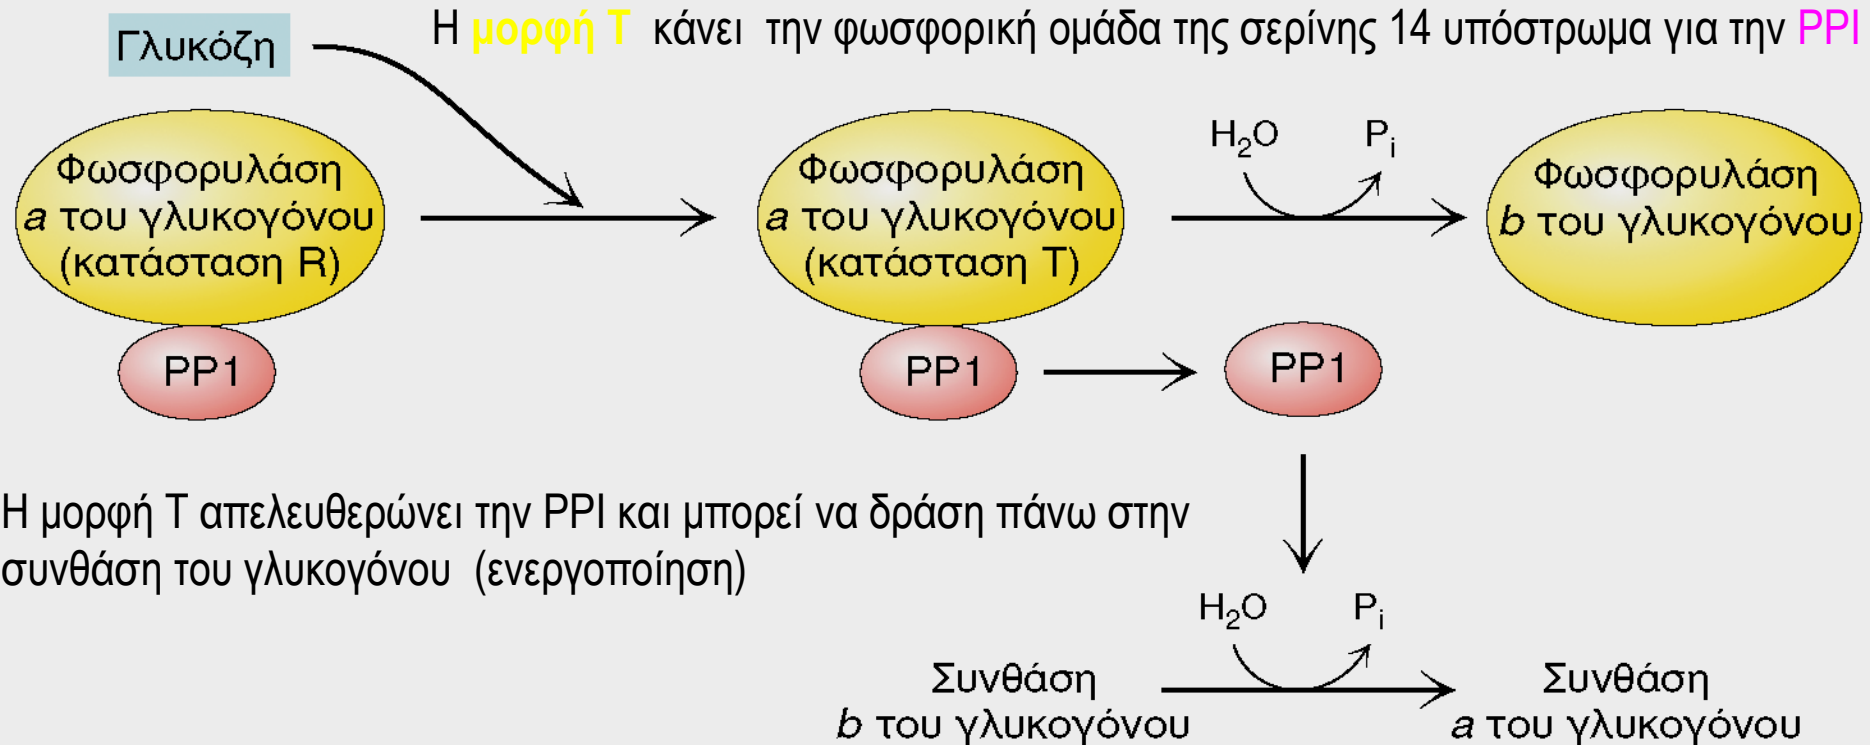 Η μορφή Τ κάνει την φωσφορική ομάδα της σερίνης 14 υπόστρωμα για την PPI
Γλυκόζη
Φωσφορυλάση
a του γλυκογόνου
(κατάσταση R)
PP1
Φωσφορυλάση
a του γλυκογόνου
(κατάσταση T)
PP1
H₂O Pᵢ
Φωσφορυλάση
b του γλυκογόνου
PP1
Η μορφή Τ απελευθερώνει την PPI και μπορεί να δράση πάνω στην
συνθάση του γλυκογόνου (ενεργοποίηση)
H₂O Pᵢ
Συνθάση
b του γλυκογόνου
Συνθάση
a του γλυκογόνου